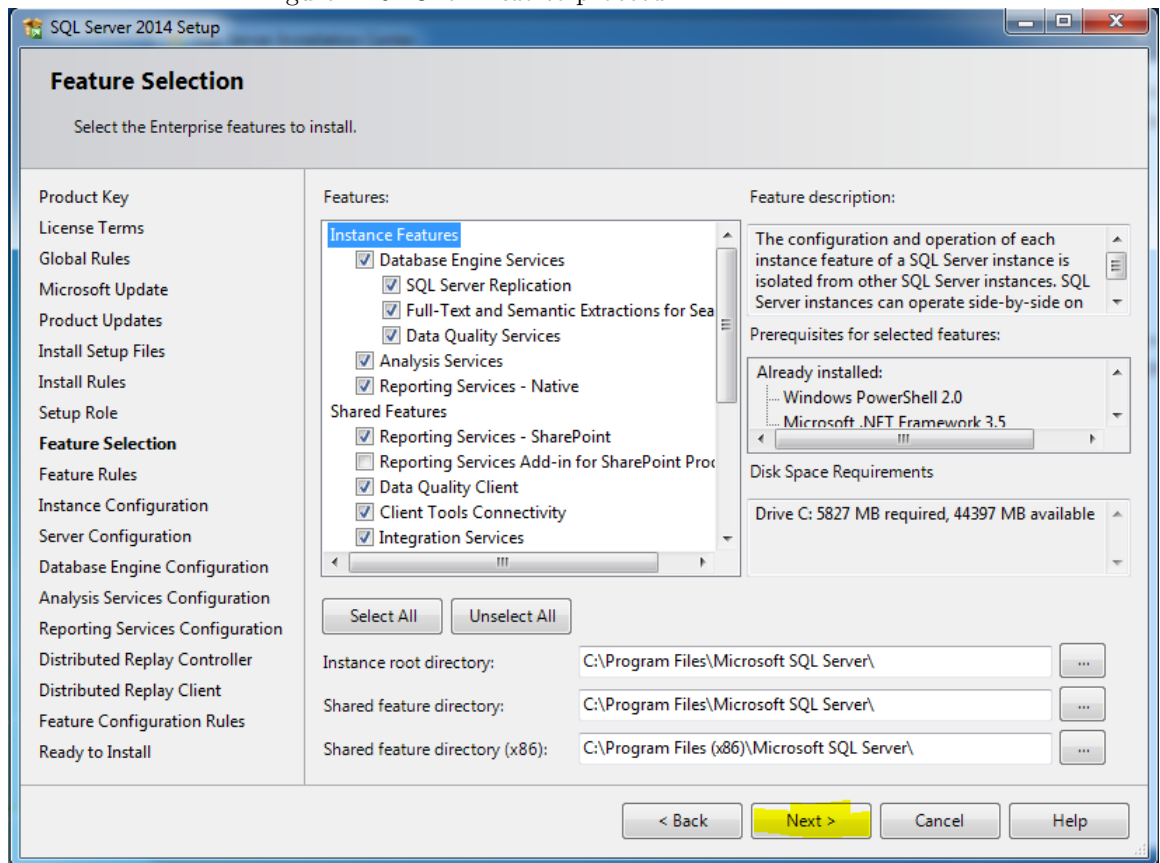 SQL Server 2014 Setup
Feature Selection
Select the Enterprise features to install.
Product Key
License Terms
Global Rules
Microsoft Update
Product Updates
Install Setup Files
Install Rules
Setup Role
Feature Selection
Feature Rules
Instance Configuration
Server Configuration
Database Engine Configuration
Analysis Services Configuration
Reporting Services Configuration
Distributed Replay Controller
Distributed Replay Client
Feature Configuration Rules
Ready to Install
Features:
Instance Features
Database Engine Services
SQL Server Replication
Full-Text and Semantic Extractions for Sea
Data Quality Services
Analysis Services
Reporting Services - Native
Shared Features
Reporting Services - SharePoint
Reporting Services Add-in for SharePoint Proc
Data Quality Client
Client Tools Connectivity
Integration Services
Feature description:
The configuration and operation of each
instance feature of a SQL Server instance is
isolated from other SQL Server instances. SQL
Server instances can operate side-by-side on
Prerequisites for selected features:
Already installed:
Windows PowerShell 2.0
Microsoft .NET Framework 3.5
Disk Space Requirements
Drive C: 5827 MB required, 44397 MB available
Select All
Unselect All
Instance root directory:
C:\Program Files\Microsoft SQL Server\
...
Shared feature directory:
C:\Program Files\Microsoft SQL Server\
...
Shared feature directory (x86):
C:\Program Files (x86)\Microsoft SQL Server\
...
< Back
Next >
Cancel
Help